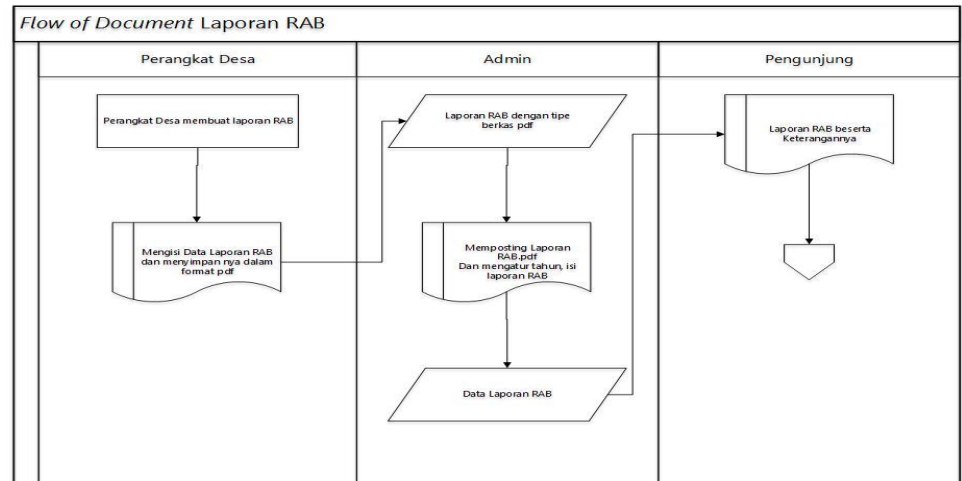 Flow of Document Laporan RAB
Perangkat Desa
Admin
Pengunjung
Perangkat Desa membuat laporan RAB
Mengisi Data Laporan RAB
dan menyimpan nya dalam
format pdf
Laporan RAB dengan tipe
berkas pdf
Memposting Laporan
RAB.pdf
Dan mengatur tahun, isi
laporan RAB
Data Laporan RAB
Laporan RAB beserta
Keterangannya